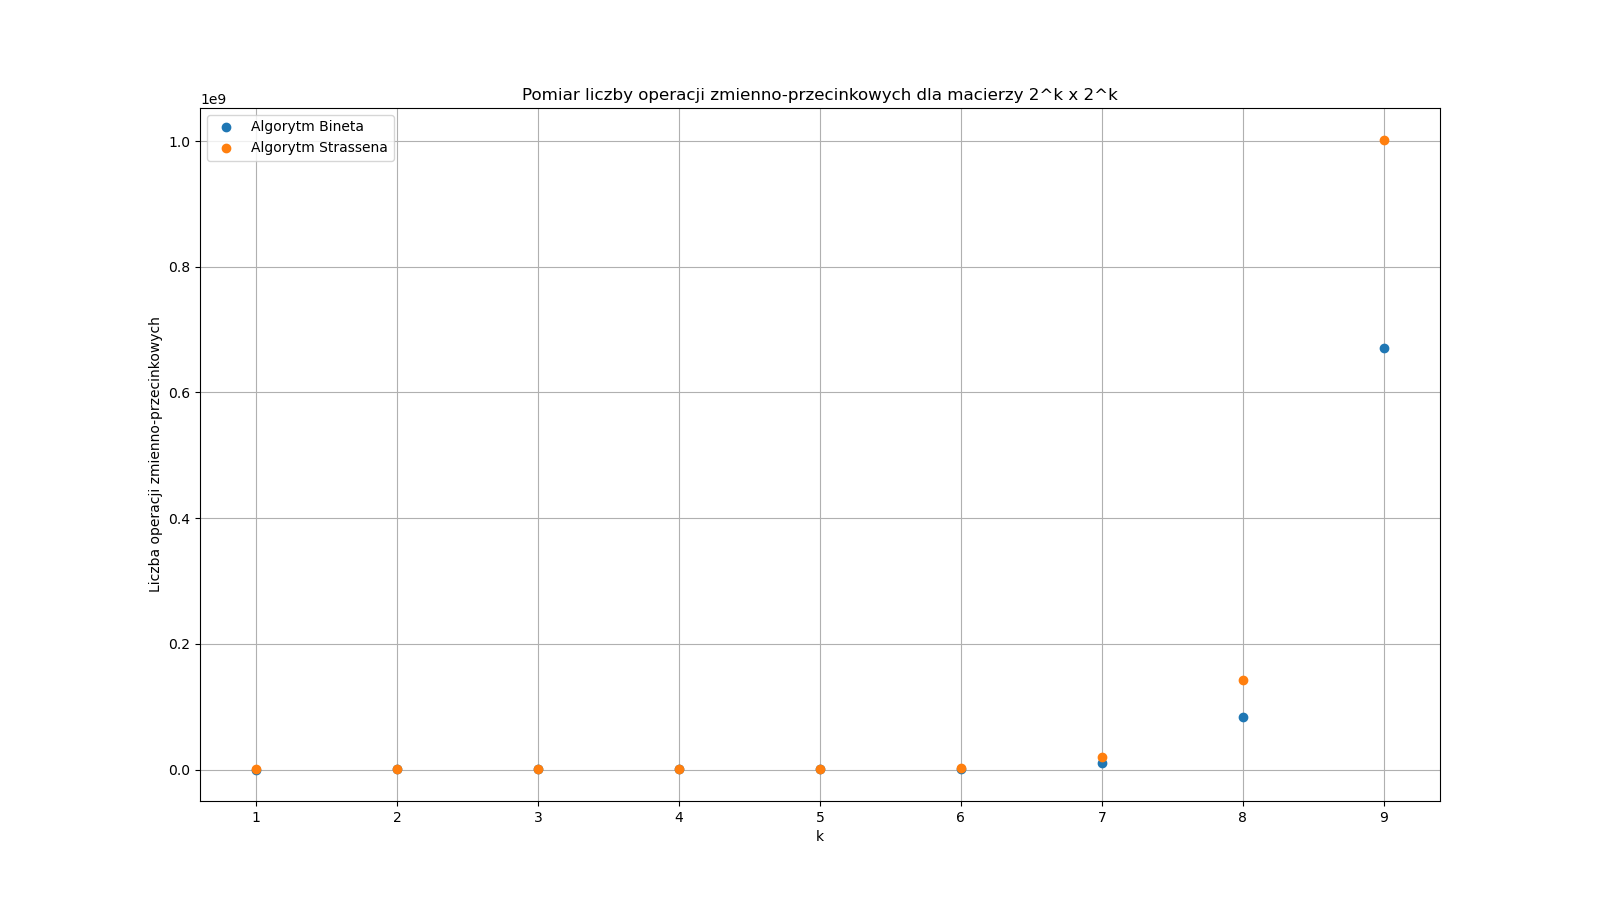 Pomiar liczby operacji zmienno-przecinkowych dla macierzy 2^k x 2^k
1e9
Algorytm Bineta
Algorytm Strassena
1.0
0.8
0.6
0.4
0.2
0.0
Liczba operacji zmienno-przecinkowych
1 2 3 4 5 6 7 8 9
k